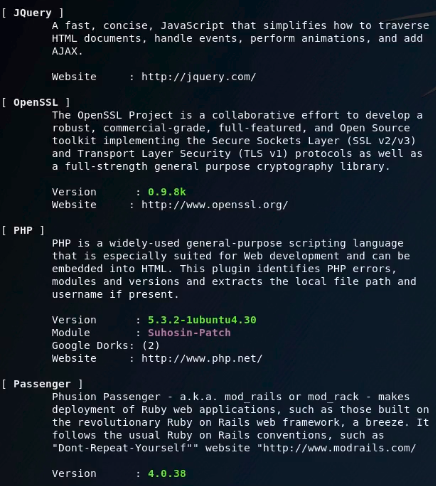 [ JQuery ]
A fast, concise, JavaScript that simplifies how to traverse
HTML documents, handle events, perform animations, and add
AJAX.
Website : http://jquery.com/
[ OpenSSL ]
The OpenSSL Project is a collaborative effort to develop a
robust, commercial-grade, full-featured, and Open Source
toolkit implementing the Secure Sockets Layer (SSL v2/v3)
and Transport Layer Security (TLS v1) protocols as well as
a full-strength general purpose cryptography library.
Version : 0.9.8k
Website : http://www.openssl.org/
[ PHP ]
PHP is a widely-used general-purpose scripting language
that is especially suited for Web development and can be
embedded into HTML. This plugin identifies PHP errors,
modules and versions and extracts the local file path and
username if present.
Version : 5.3.2-1ubuntu4.30
Module : Suhosin-Patch
Google Dorks: (2)
Website : http://www.php.net/
[ Passenger ]
Phusion Passenger - a.k.a. mod_rails or mod_rack - makes
deployment of Ruby web applications, such as those built on
the revolutionary Ruby on Rails web framework, a breeze. It
follows the usual Ruby on Rails conventions, such as
"Dont-Repeat-Yourself"" website "http://www.modrails.com/
Version : 4.0.38